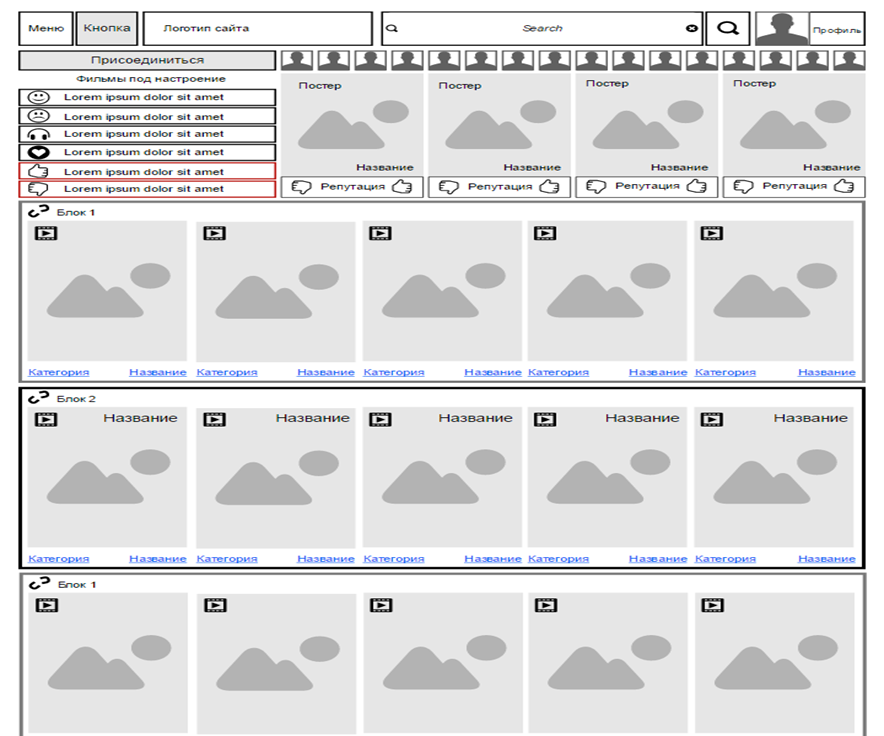 Меню Кнопка Логотип сайта Search Профиль
Присоединиться
Фильмы под настроение
Lorem ipsum dolor sit amet
Lorem ipsum dolor sit amet
Lorem ipsum dolor sit amet
Lorem ipsum dolor sit amet
Lorem ipsum dolor sit amet
Lorem ipsum dolor sit amet
Постер Постер Постер Постер
Название Название Название Название
Репутация Репутация Репутация Репутация
Блок 1
Категория Название Категория Название Категория Название Категория Название Категория Название
Блок 2
Название Название Название Название Название
Категория Название Категория Название Категория Название Категория Название Категория Название
Блок 1